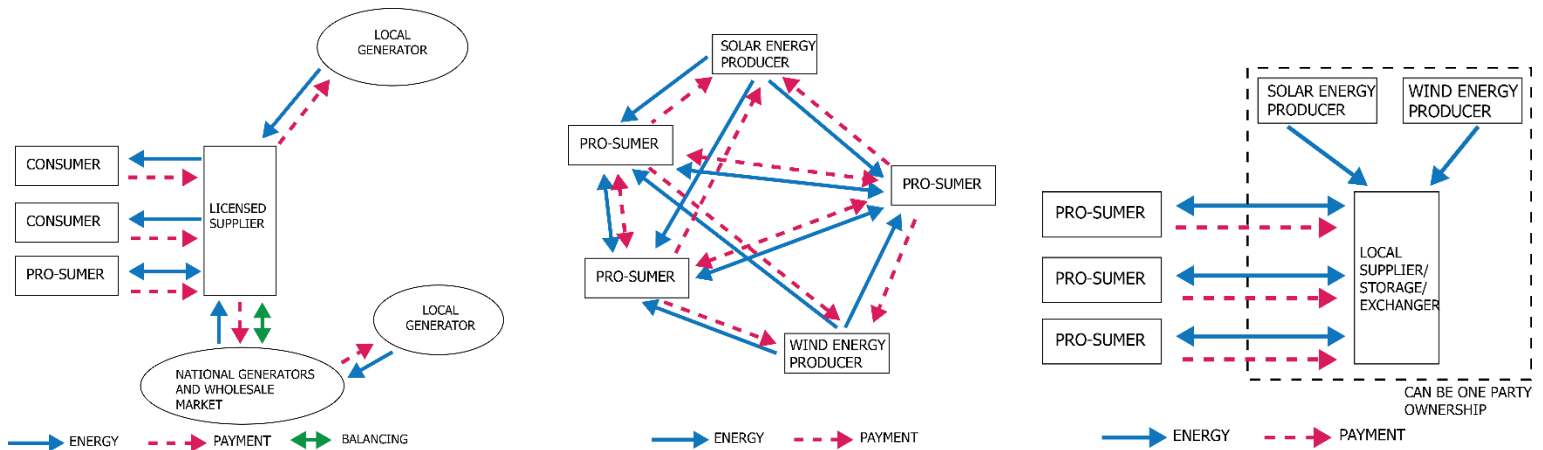 LOCAL
GENERATOR
CONSUMER
CONSUMER
PRO-SUMER
LICENSED
SUPPLIER
LOCAL
GENERATOR
NATIONAL GENERATORS
AND WHOLESALE
MARKET
ENERGY
PAYMENT
BALANCING
SOLAR ENERGY
PRODUCER
PRO-SUMER
PRO-SUMER
PRO-SUMER
WIND ENERGY
PRODUCER
ENERGY
PAYMENT
SOLAR ENERGY
PRODUCER
WIND ENERGY
PRODUCER
PRO-SUMER
PRO-SUMER
PRO-SUMER
LOCAL
SUPPLIER/
STORAGE/
EXCHANGER
CAN BE ONE PARTY
OWNERSHIP
ENERGY
PAYMENT